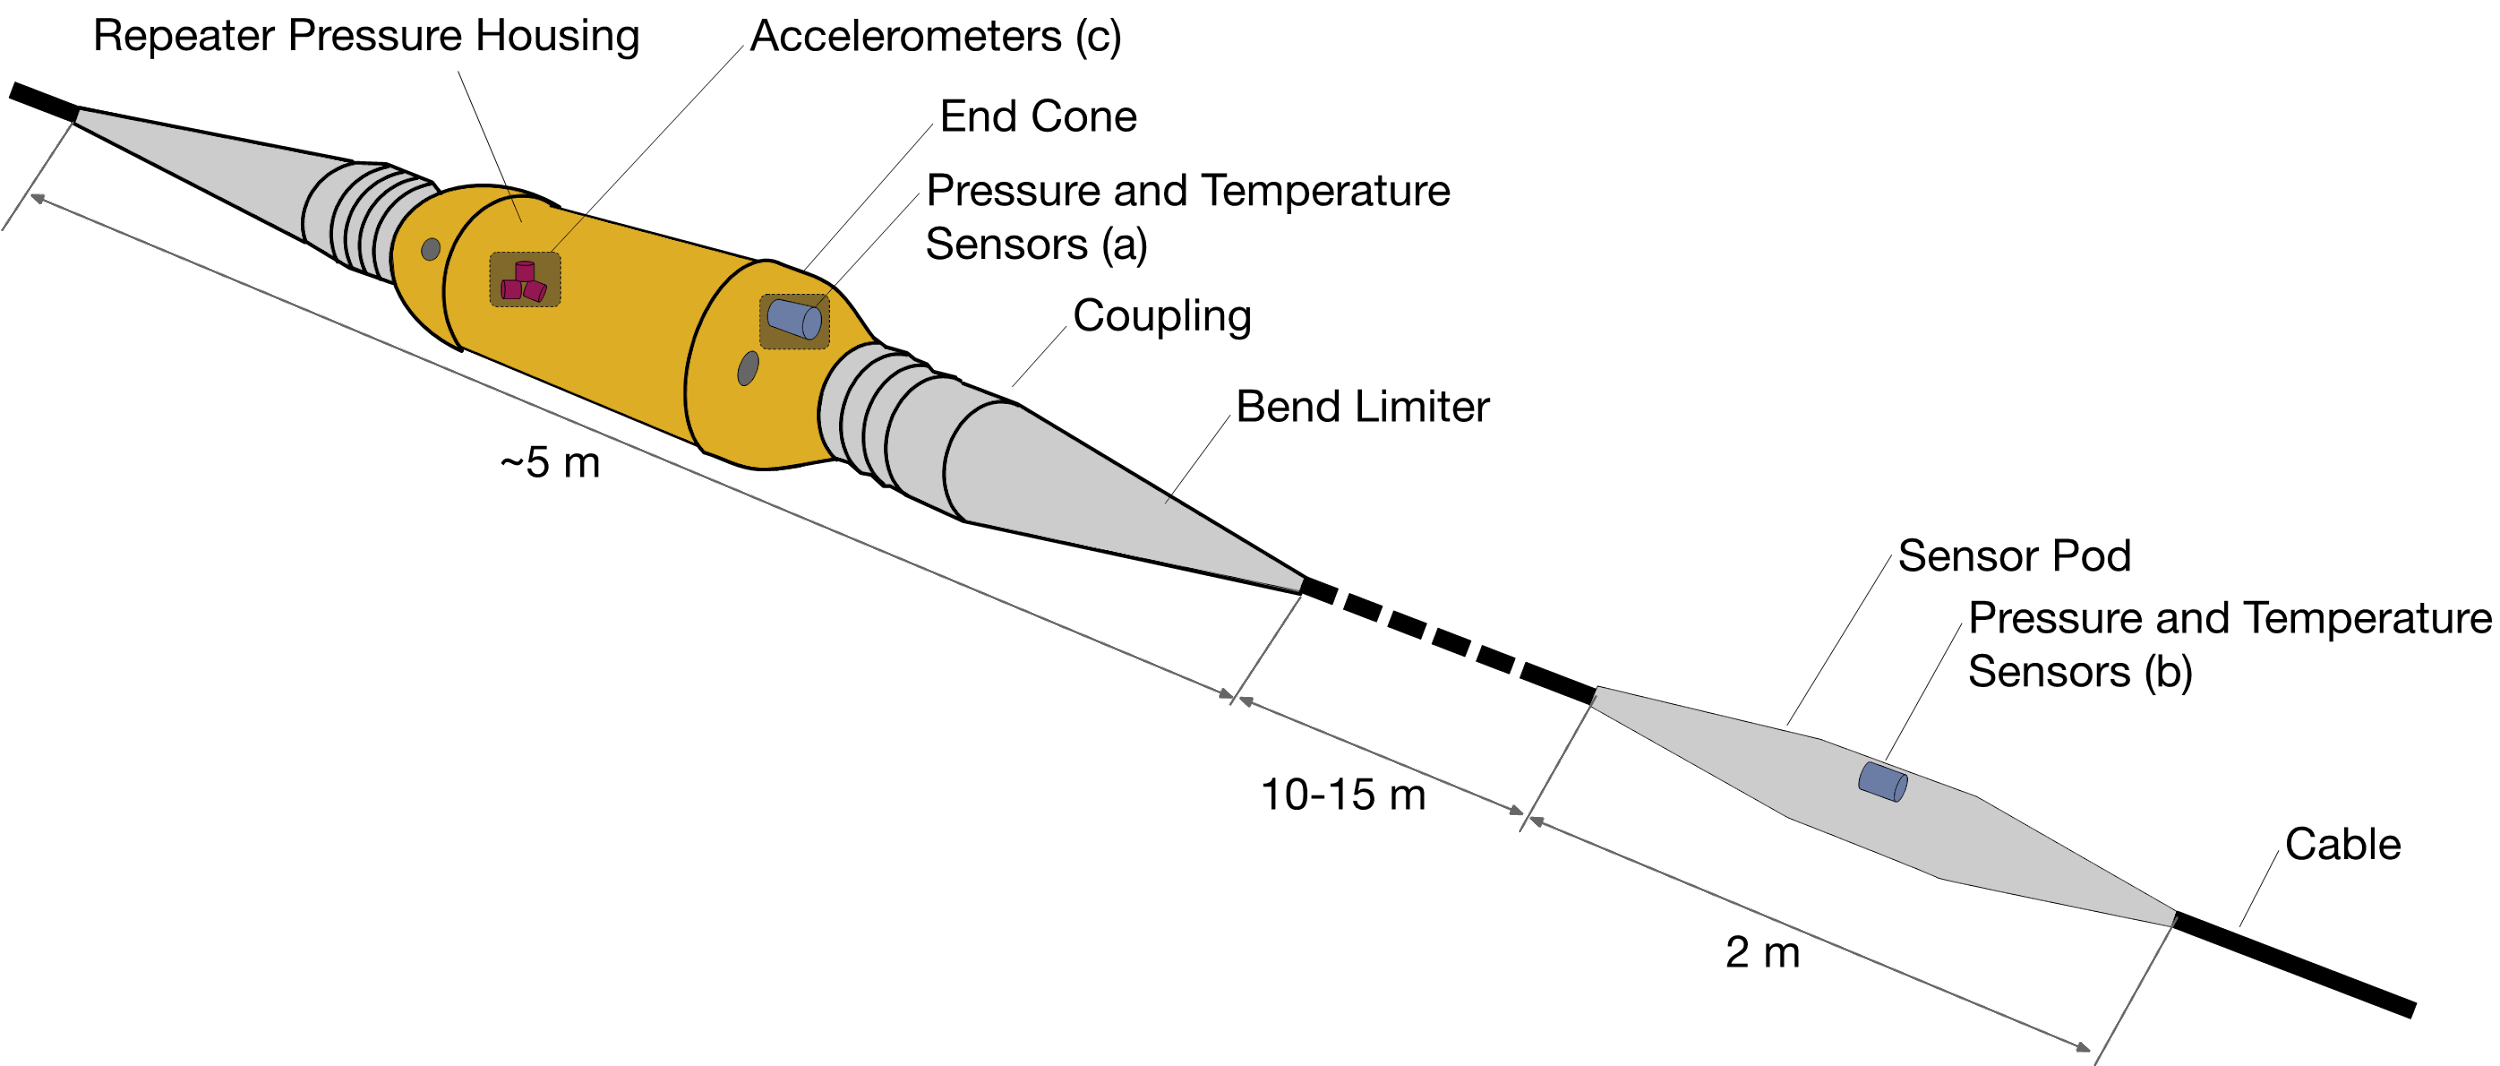 Repeater Pressure Housing
Accelerometers (c)
End Cone
Pressure and Temperature
Sensors (a)
Coupling
Bend Limiter
~5 m
Sensor Pod
Pressure and Temperature
Sensors (b)
10-15 m
Cable
2 m